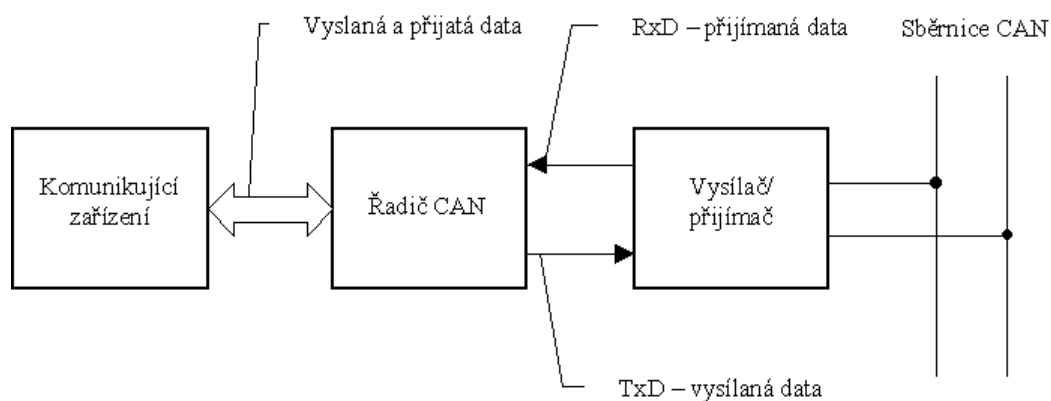 Vyslaná a přijatá data
RxD – přijímaná data
Sběrnice CAN
Komunikující
zařízení
Řadič CAN
Vysílač/
přijímač
TxD – vysílaná data